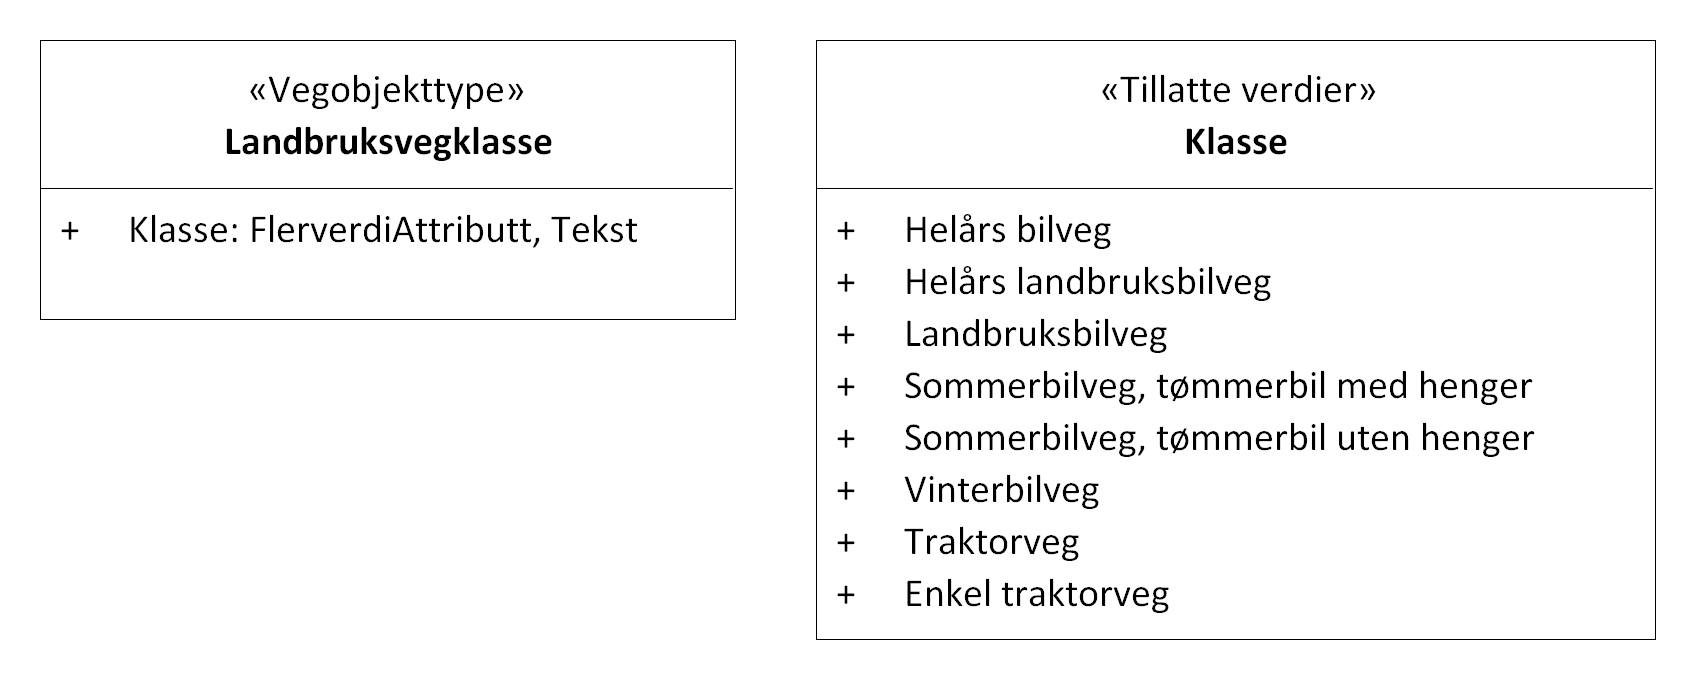 «Vegobjekttype»
Landbruksvegklasse
+ Klasse: FlerverdiAttributt, Tekst
«Tillatte verdier»
Klasse
+ Helårs bilveg
+ Helårs landbruksbilveg
+ Landbruksbilveg
+ Sommerbilveg, tømmerbil med henger
+ Sommerbilveg, tømmerbil uten henger
+ Vinterbilveg
+ Traktorveg
+ Enkel traktorveg